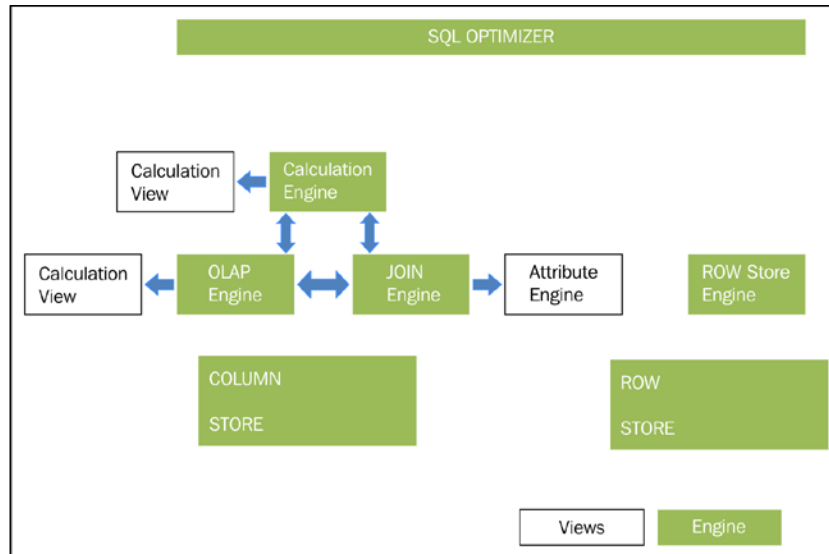 SQL OPTIMIZER
Calculation
View
Calculation
Engine
Calculation
View
OLAP
Engine
JOIN
Engine
Attribute
Engine
ROW Store
Engine
COLUMN
STORE
ROW
STORE
Views
Engine